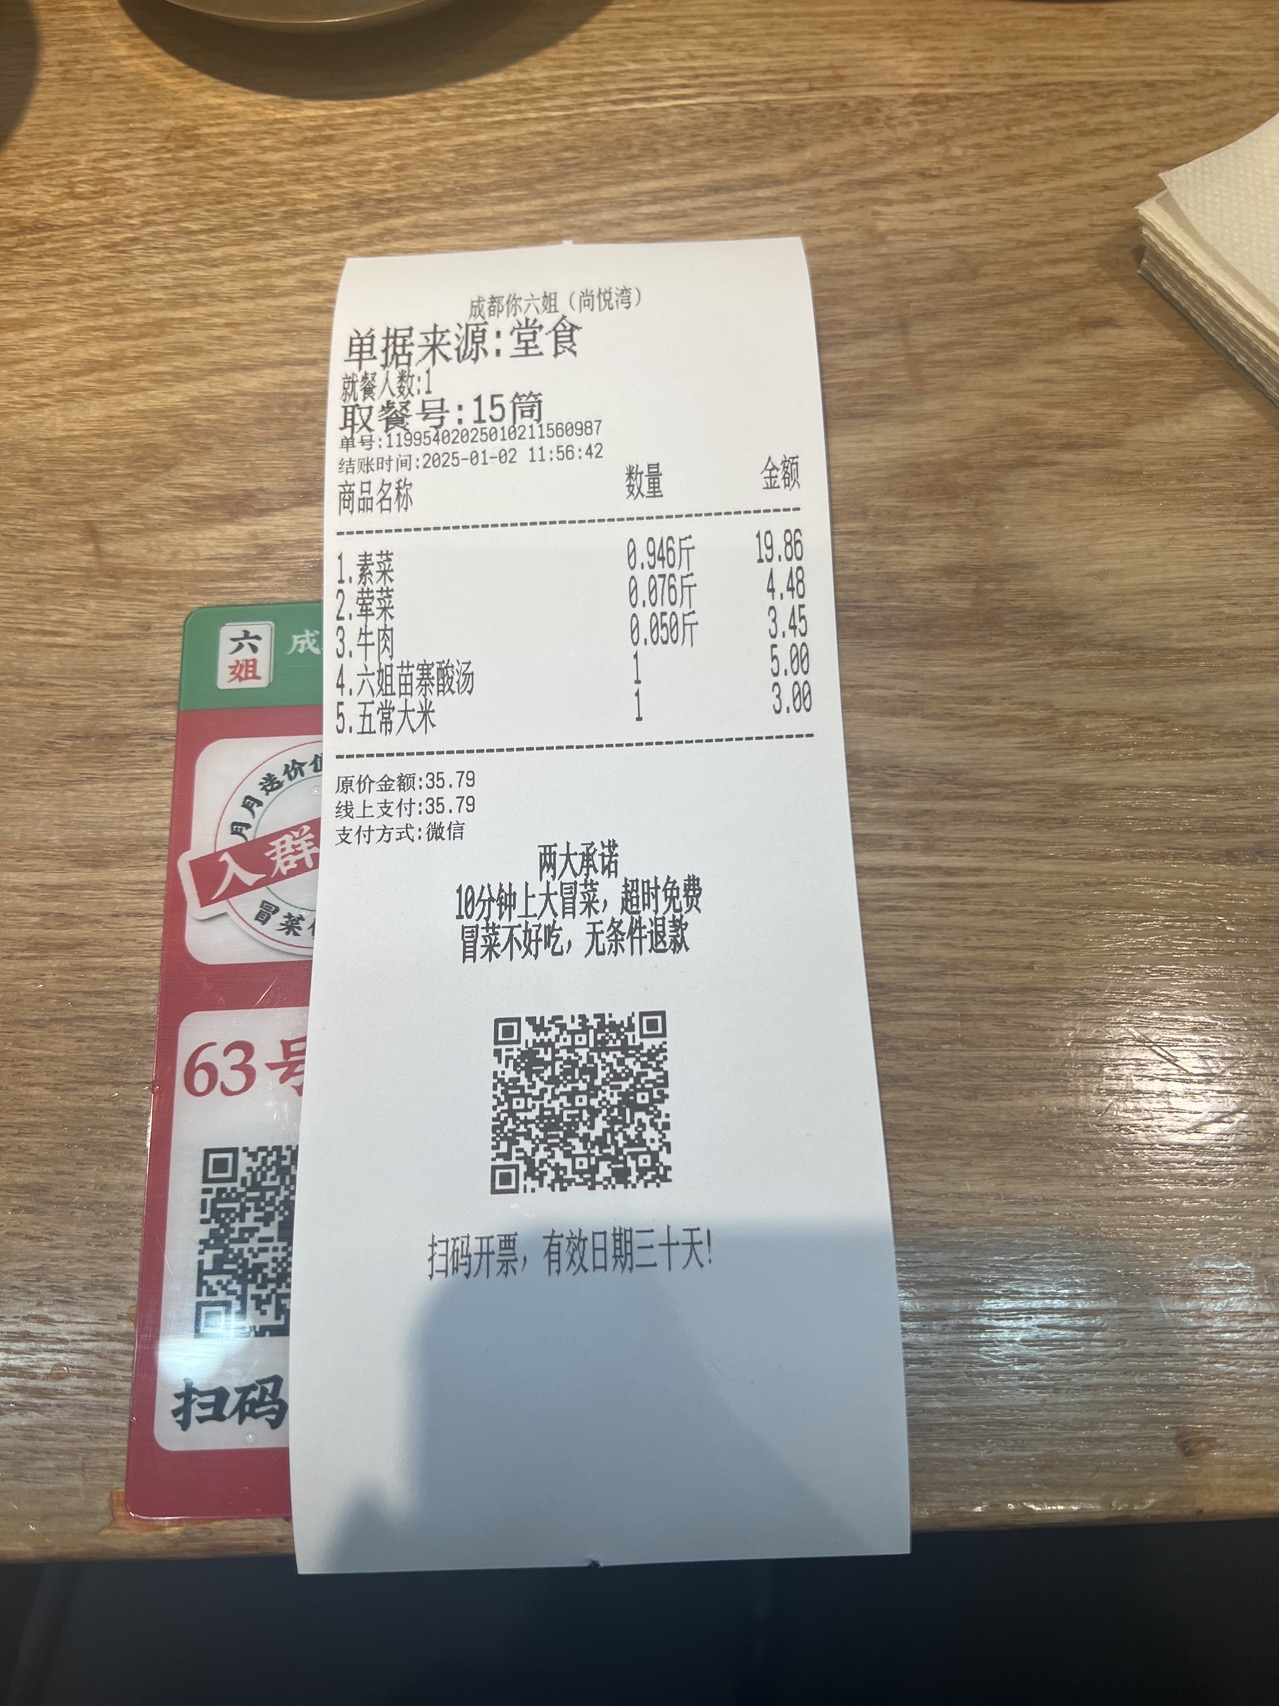 成都你六姐（尚悦湾）
单据来源:堂食
就餐人数:1
取餐号:15筒
单号:11995402025010211560987
结账时间:2025-01-02 11:56:42
商品名称 数量 金额
1.素菜 0.946斤 19.86
2.荤菜 0.076斤 4.48
3.牛肉 0.050斤 3.45
4.六姐苗寨酸汤 1 5.00
5.五常大米 1 3.00
原价金额:35.79
线上支付:35.79
支付方式:微信
两大承诺
10分钟上大冒菜，超时免费
冒菜不好吃，无条件退款
扫码开票，有效日期三十天!
六姐
成
月月选价值
入群
冒菜
63号
扫码